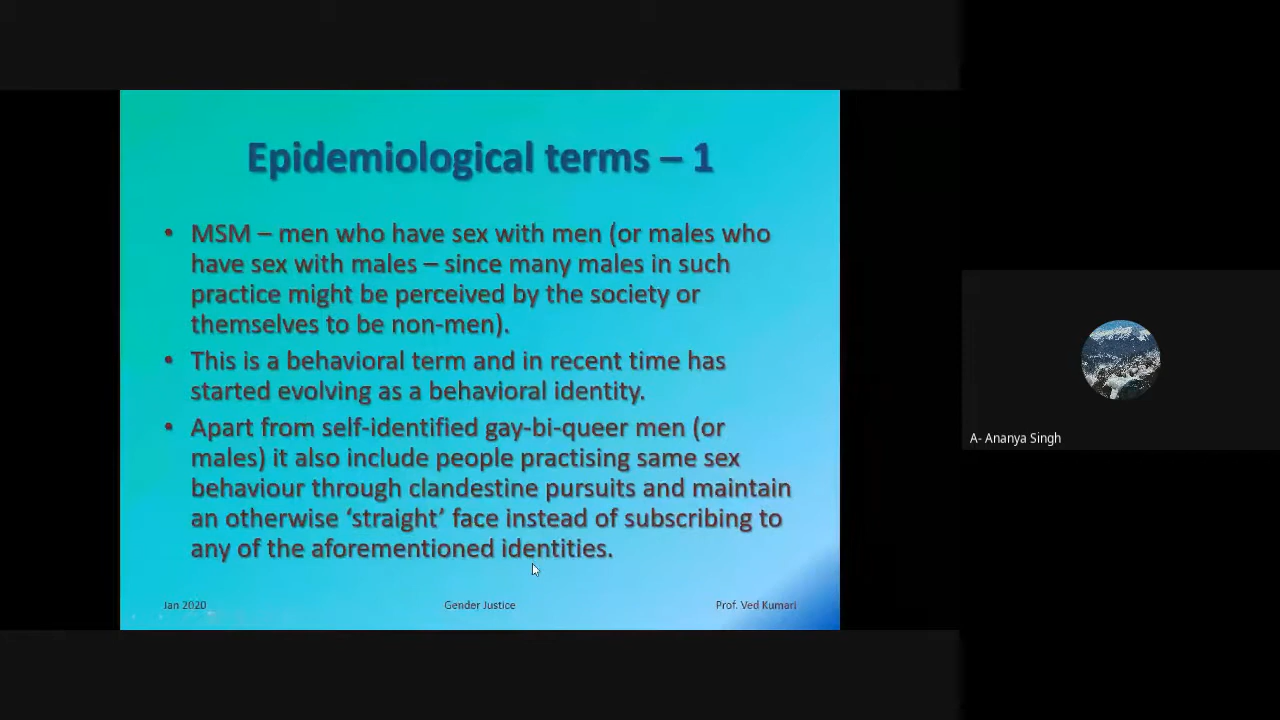 Epidemiological terms – 1
• MSM – men who have sex with men (or males who
have sex with males – since many males in such
practice might be perceived by the society or
themselves to be non-men).
• This is a behavioral term and in recent time has
started evolving as a behavioral identity.
• Apart from self-identified gay-bi-queer men (or
males) it also include people practising same sex
behaviour through clandestine pursuits and maintain
an otherwise ‘straight’ face instead of subscribing to
any of the aforementioned identities.
Jan 2020 Gender Justice Prof. Ved Kumari
A- Ananya Singh